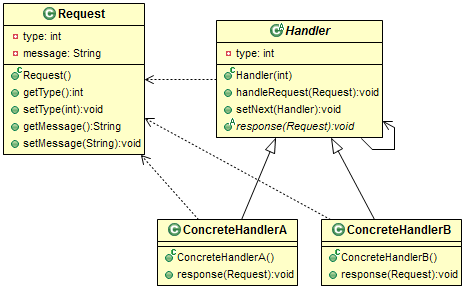 Request
type: int
message: String
Request()
getType():int
setType(int):void
getMessage():String
setMessage(String):void
Handler
type: int
Handler(int)
handleRequest(Request):void
setNext(Handler):void
response(Request):void
ConcreteHandlerA
ConcreteHandlerA()
response(Request):void
ConcreteHandlerB
ConcreteHandlerB()
response(Request):void